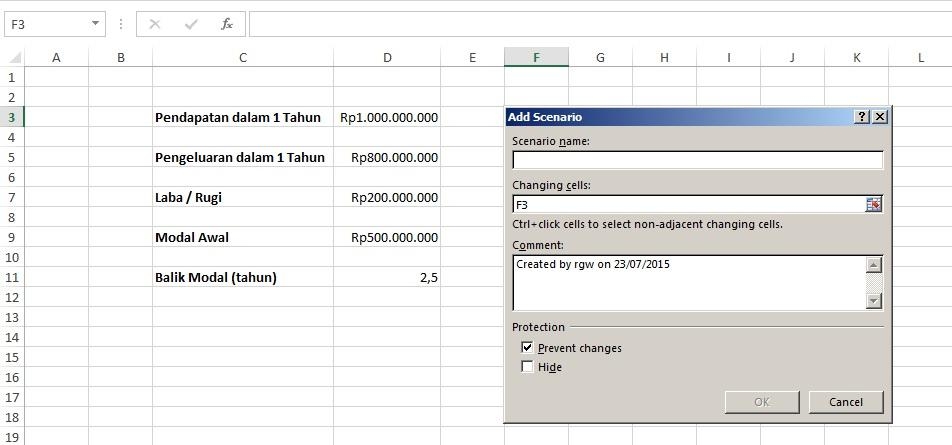 F3
fx
A B C D E F G H I J K L
1
2
3 Pendapatan dalam 1 Tahun Rp1.000.000.000
4
5 Pengeluaran dalam 1 Tahun Rp800.000.000
6
7 Laba / Rugi Rp200.000.000
8
9 Modal Awal Rp500.000.000
10
11 Balik Modal (tahun) 2,5
12
13
14
15
16
17
18
19
Add Scenario
Scenario name:
Changing cells:
F3
Ctrl+click cells to select non-adjacent changing cells.
Comment:
Created by rgw on 23/07/2015
Protection
Prevent changes
Hide
OK Cancel